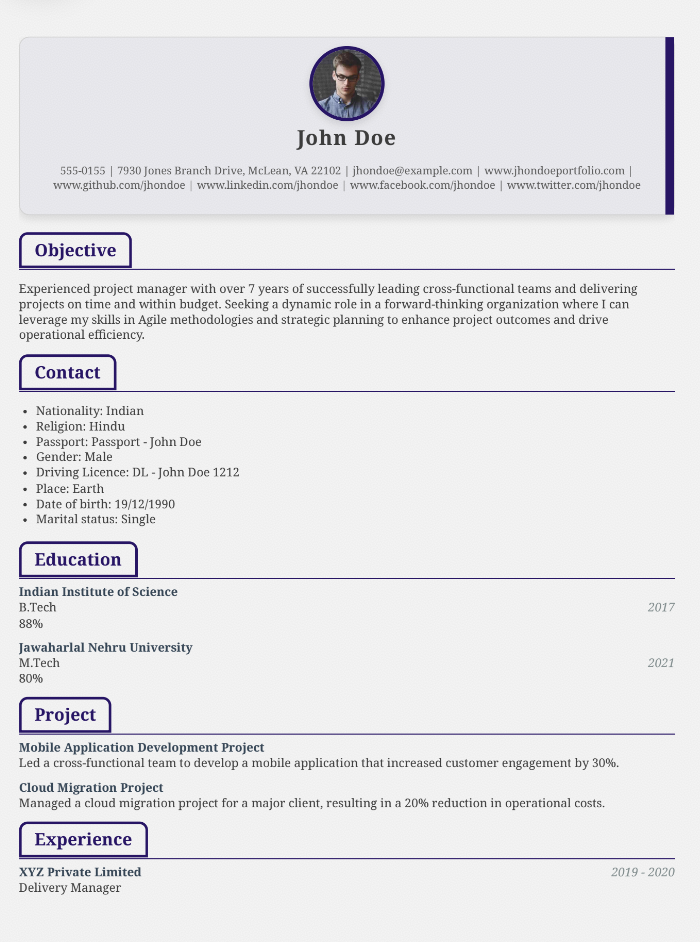 John Doe
555-0155 | 7930 Jones Branch Drive, McLean, VA 22102 | jhondoe@example.com | www.jhondoeportfolio.com |
www.github.com/jhondoe | www.linkedin.com/jhondoe | www.facebook.com/jhondoe | www.twitter.com/jhondoe
Objective
Experienced project manager with over 7 years of successfully leading cross-functional teams and delivering
projects on time and within budget. Seeking a dynamic role in a forward-thinking organization where I can
leverage my skills in Agile methodologies and strategic planning to enhance project outcomes and drive
operational efficiency.
Contact
• Nationality: Indian
• Religion: Hindu
• Passport: Passport - John Doe
• Gender: Male
• Driving Licence: DL - John Doe 1212
• Place: Earth
• Date of birth: 19/12/1990
• Marital status: Single
Education
Indian Institute of Science
B.Tech 2017
88%
Jawaharlal Nehru University
M.Tech 2021
80%
Project
Mobile Application Development Project
Led a cross-functional team to develop a mobile application that increased customer engagement by 30%.
Cloud Migration Project
Managed a cloud migration project for a major client, resulting in a 20% reduction in operational costs.
Experience
XYZ Private Limited 2019 - 2020
Delivery Manager